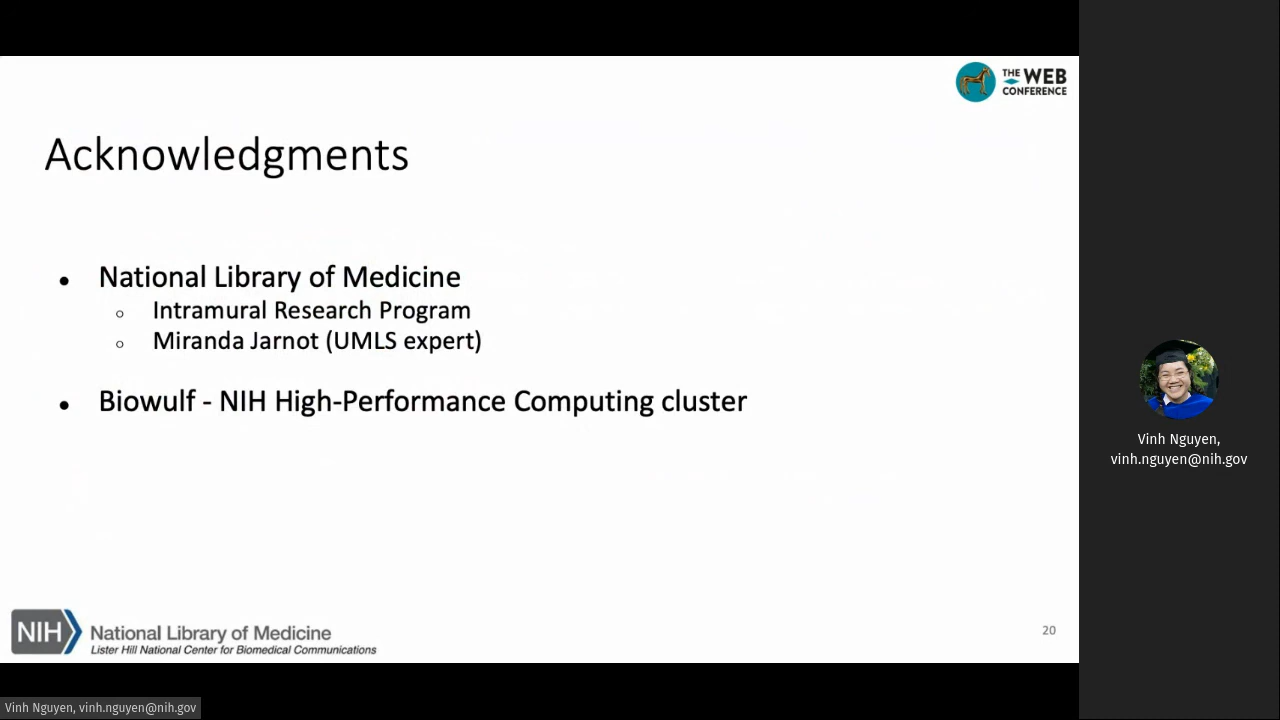 THE WEB
CONFERENCE
Acknowledgments
● National Library of Medicine
○ Intramural Research Program
○ Miranda Jarnot (UMLS expert)
● Biowulf - NIH High-Performance Computing cluster
Vinh Nguyen,
vinh.nguyen@nih.gov
NIH National Library of Medicine
Lister Hill National Center for Biomedical Communications
20
Vinh Nguyen, vinh.nguyen@nih.gov